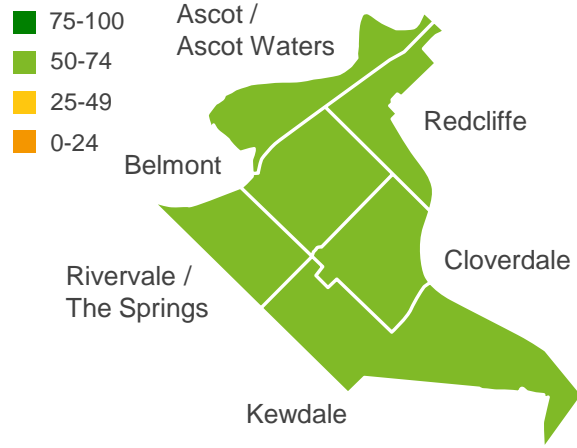 75-100
50-74
25-49
0-24
Ascot /
Ascot Waters
Redcliffe
Belmont
Cloverdale
Rivervale /
The Springs
Kewdale